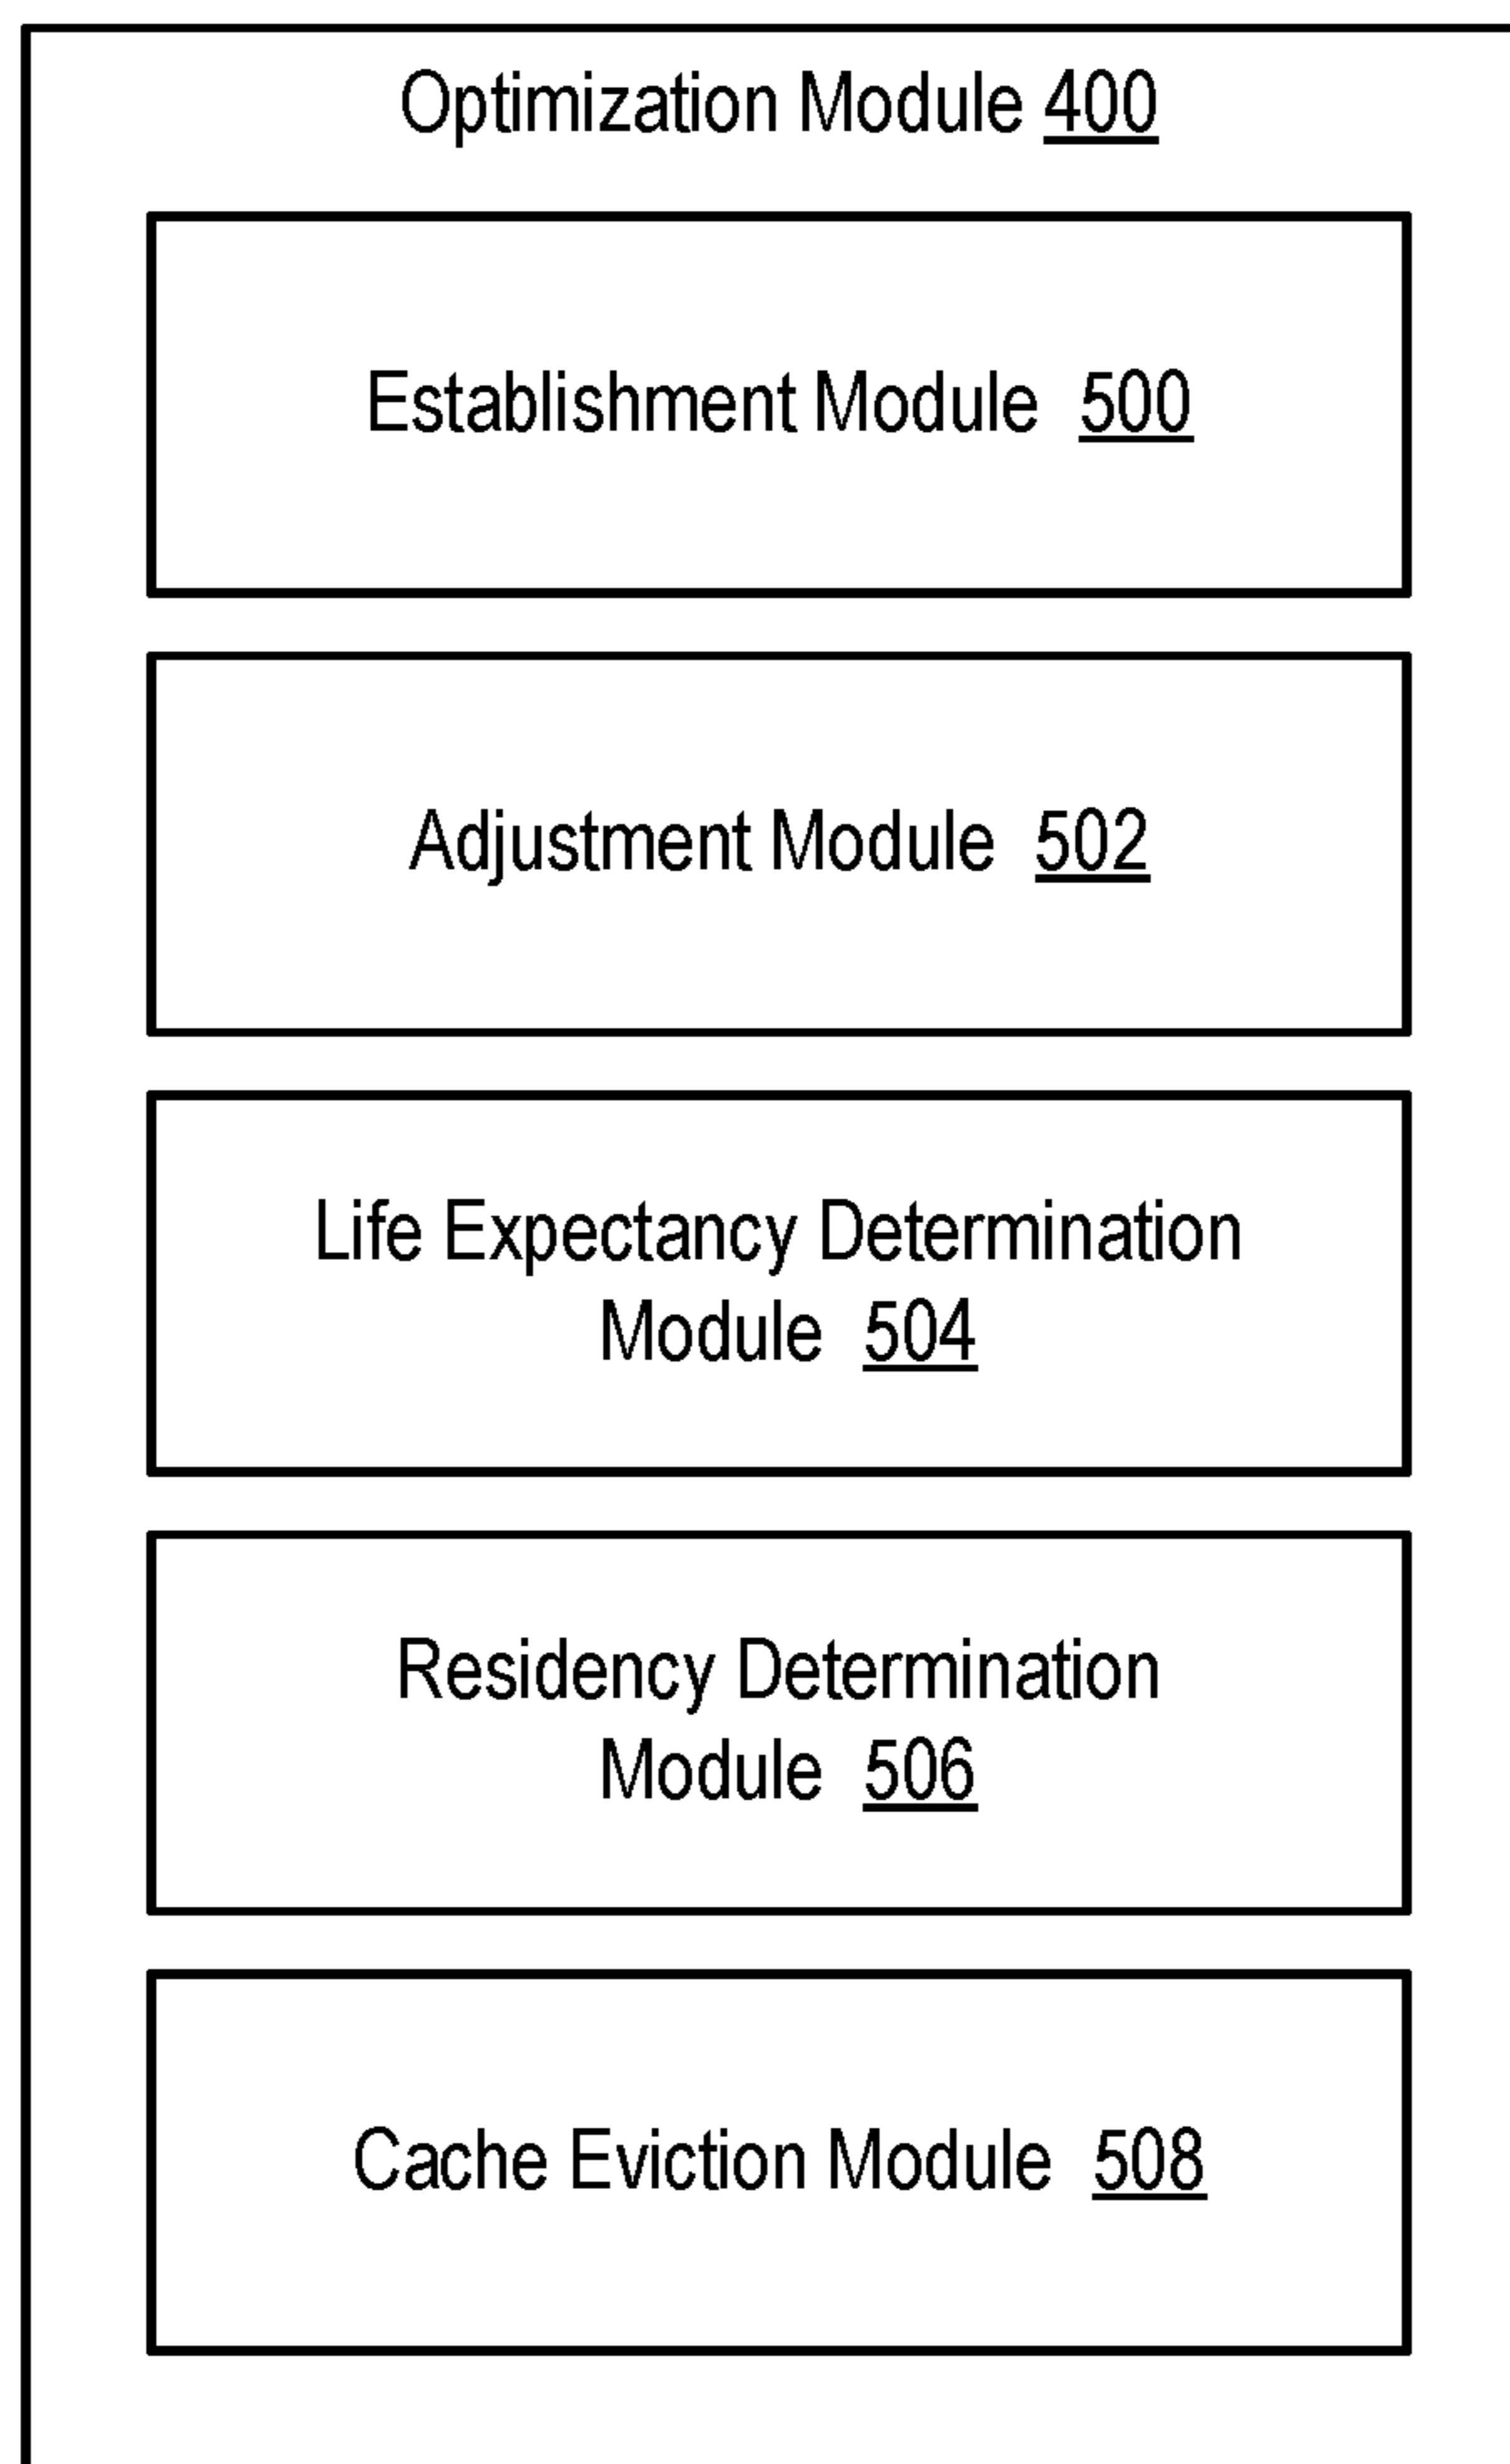 Optimization Module 400
Establishment Module 500
Adjustment Module 502
Life Expectancy Determination
Module 504
Residency Determination
Module 506
Cache Eviction Module 508